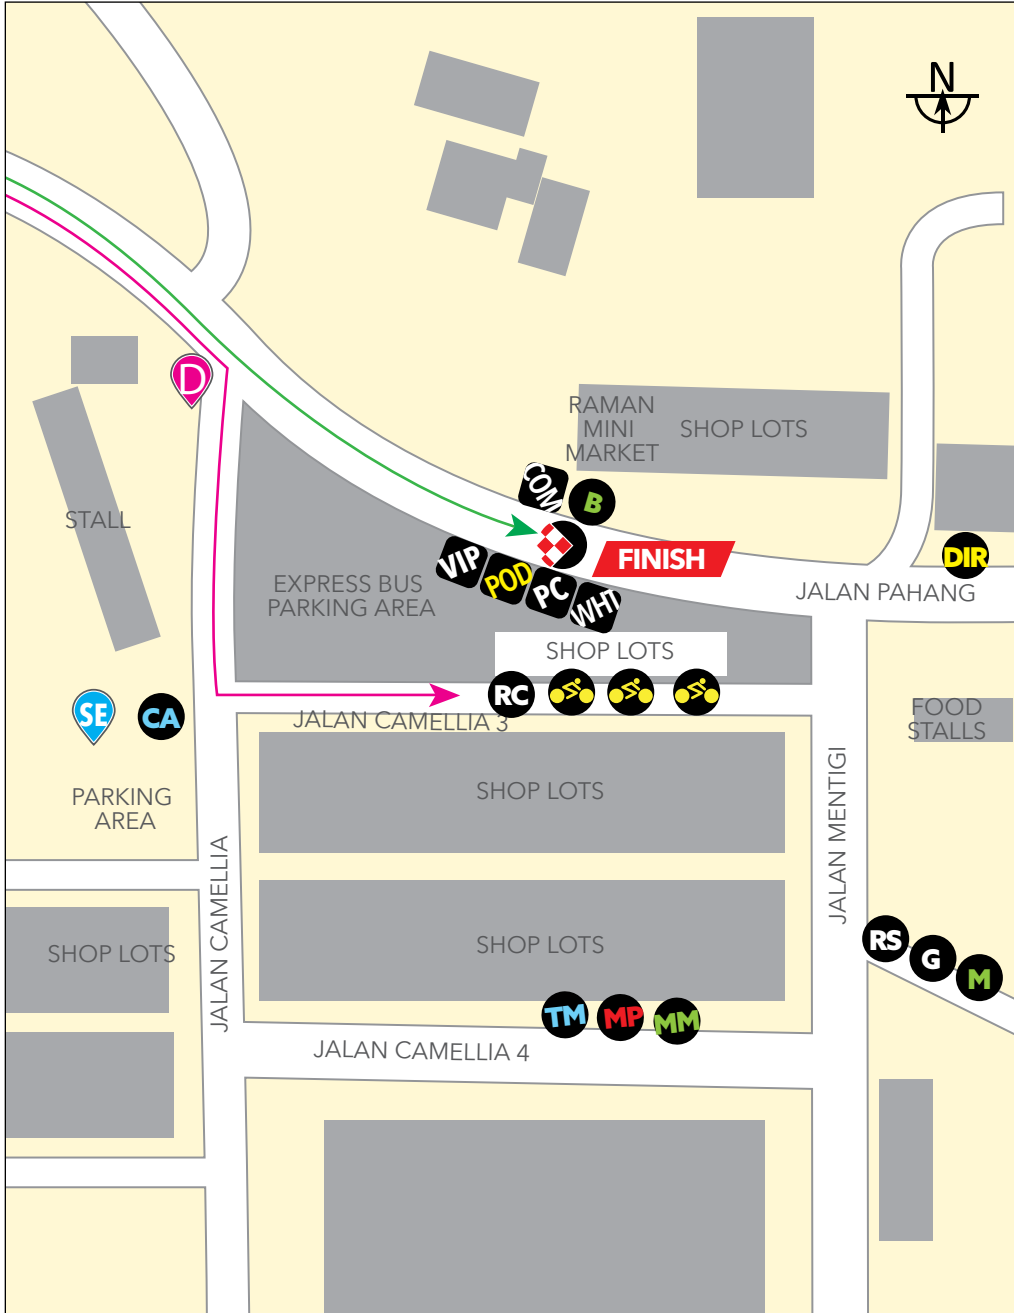 N
D
RAMAN
MINI
MARKET
SHOP LOTS
COM
B
STALL
FINISH
DIR
VIP
POD
PC
WHT
EXPRESS BUS
PARKING AREA
JALAN PAHANG
SHOP LOTS
RC
SE
CA
JALAN CAMELLIA 3
FOOD
STALLS
PARKING
AREA
SHOP LOTS
JALAN MENTIGI
JALAN CAMELLIA
SHOP LOTS
SHOP LOTS
RS
G
M
TM
MP
MM
JALAN CAMELLIA 4